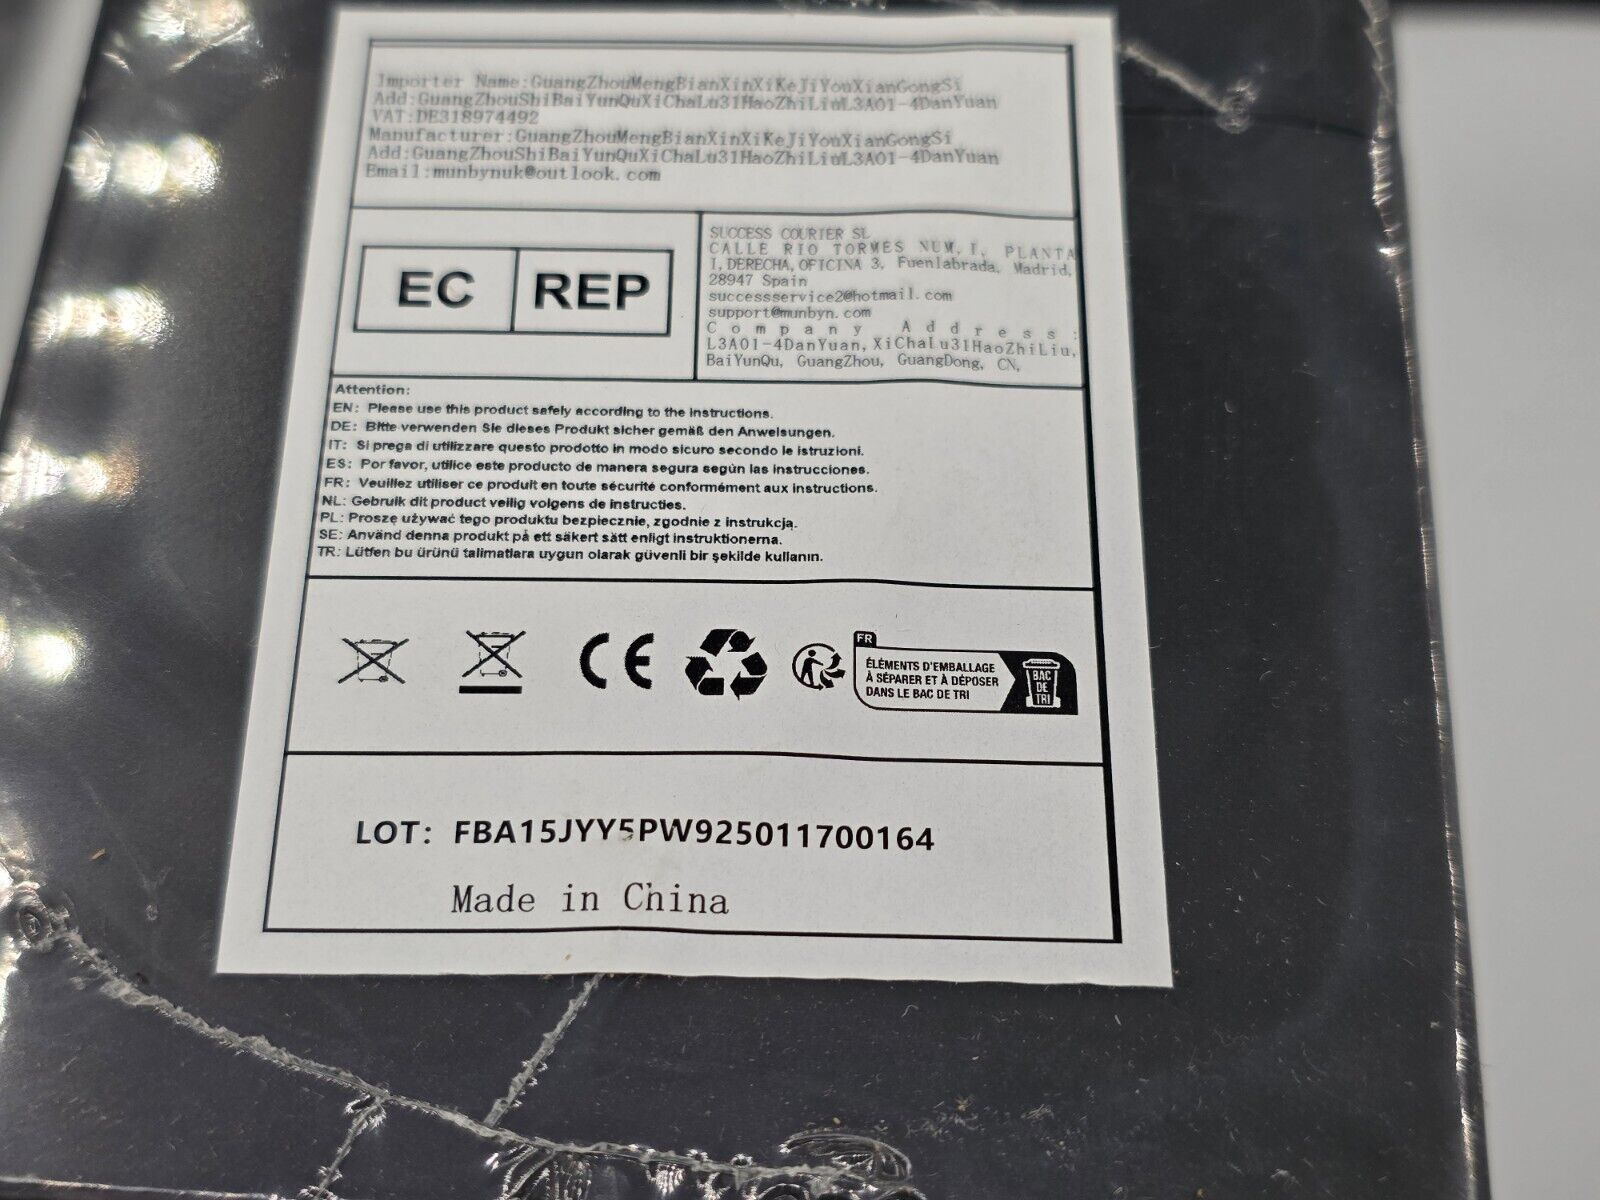 Importer Name:GuangZhouMengBianXinXiKeJiYouXianGongSi
Add:GuangZhouShiBaiYunQuXiChaLu31HaoZhiLiuL3A01-4DanYuan
VAT:DE318974492
Manufacturer:GuangZhouMengBianXinXiKeJiYouXianGongSi
Add:GuangZhouShiBaiYunQuXiChaLu31HaoZhiLiuL3A01-4DanYuan
Email:munbynuk@outlook.com
EC REP
SUCCESS COURIER SL
CALLE RIO TORMES NUM, I, PLANTA
I, DERECHA, OFICINA 3, Fuenlabrada, Madrid,
28947 Spain
successservice2@hotmail.com
support@munbyn.com
Company Address:
L3A01-4DanYuan, XiChaLu31HaoZhiLiu,
BaiYunQu, GuangZhou, GuangDong, CN,
Attention:
EN: Please use this product safely according to the instructions.
DE: Bitte verwenden Sie dieses Produkt sicher gemäß den Anweisungen.
IT: Si prega di utilizzare questo prodotto in modo sicuro secondo le istruzioni.
ES: Por favor, utilice este producto de manera segura según las instrucciones.
FR: Veuillez utiliser ce produit en toute sécurité conformément aux instructions.
NL: Gebruik dit product veilig volgens de instructies.
PL: Proszę używać tego produktu bezpiecznie, zgodnie z instrukcją.
SE: Använd denna produkt på ett säkert sätt enligt instruktionerna.
TR: Lütfen bu ürünü talimatlara uygun olarak güvenli bir şekilde kullanın.
CE
FR
ÉLÉMENTS D'EMBALLAGE
À SÉPARER ET À DÉPOSER
DANS LE BAC DE TRI
BAC
DE
TRI
LOT: FBA15JYY5PW925011700164
Made in China